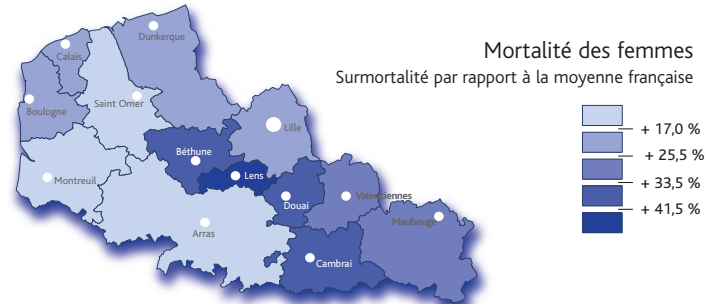 Mortalité des femmes
Surmortalité par rapport à la moyenne française
+ 17,0 %
+ 25,5 %
+ 33,5 %
+ 41,5 %
Dunkerque
Calais
Saint Omer
Boulogne
Lille
Béthune
Lens
Montreuil
Douai
Valenciennes
Maubeuge
Arras
Cambrai